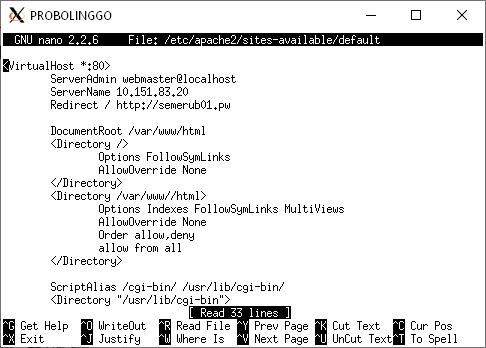 PROBOLINGGO
GNU nano 2.2.6 File: /etc/apache2/sites-available/default
<VirtualHost *:80>
ServerAdmin webmaster@localhost
ServerName 10.151.83.20
Redirect / http://semerub01.pw
DocumentRoot /var/www/html
<Directory />
Options FollowSymLinks
AllowOverride None
</Directory>
<Directory /var/www//html>
Options Indexes FollowSymLinks MultiViews
AllowOverride None
Order allow,deny
allow from all
</Directory>
ScriptAlias /cgi-bin/ /usr/lib/cgi-bin/
<Directory "/usr/lib/cgi-bin">
[ Read 33 lines ]
^G Get Help ^O WriteOut ^R Read File ^Y Prev Page ^K Cut Text ^C Cur Pos
^X Exit ^J Justify ^W Where Is ^V Next Page ^U UnCut Text ^T To Spell